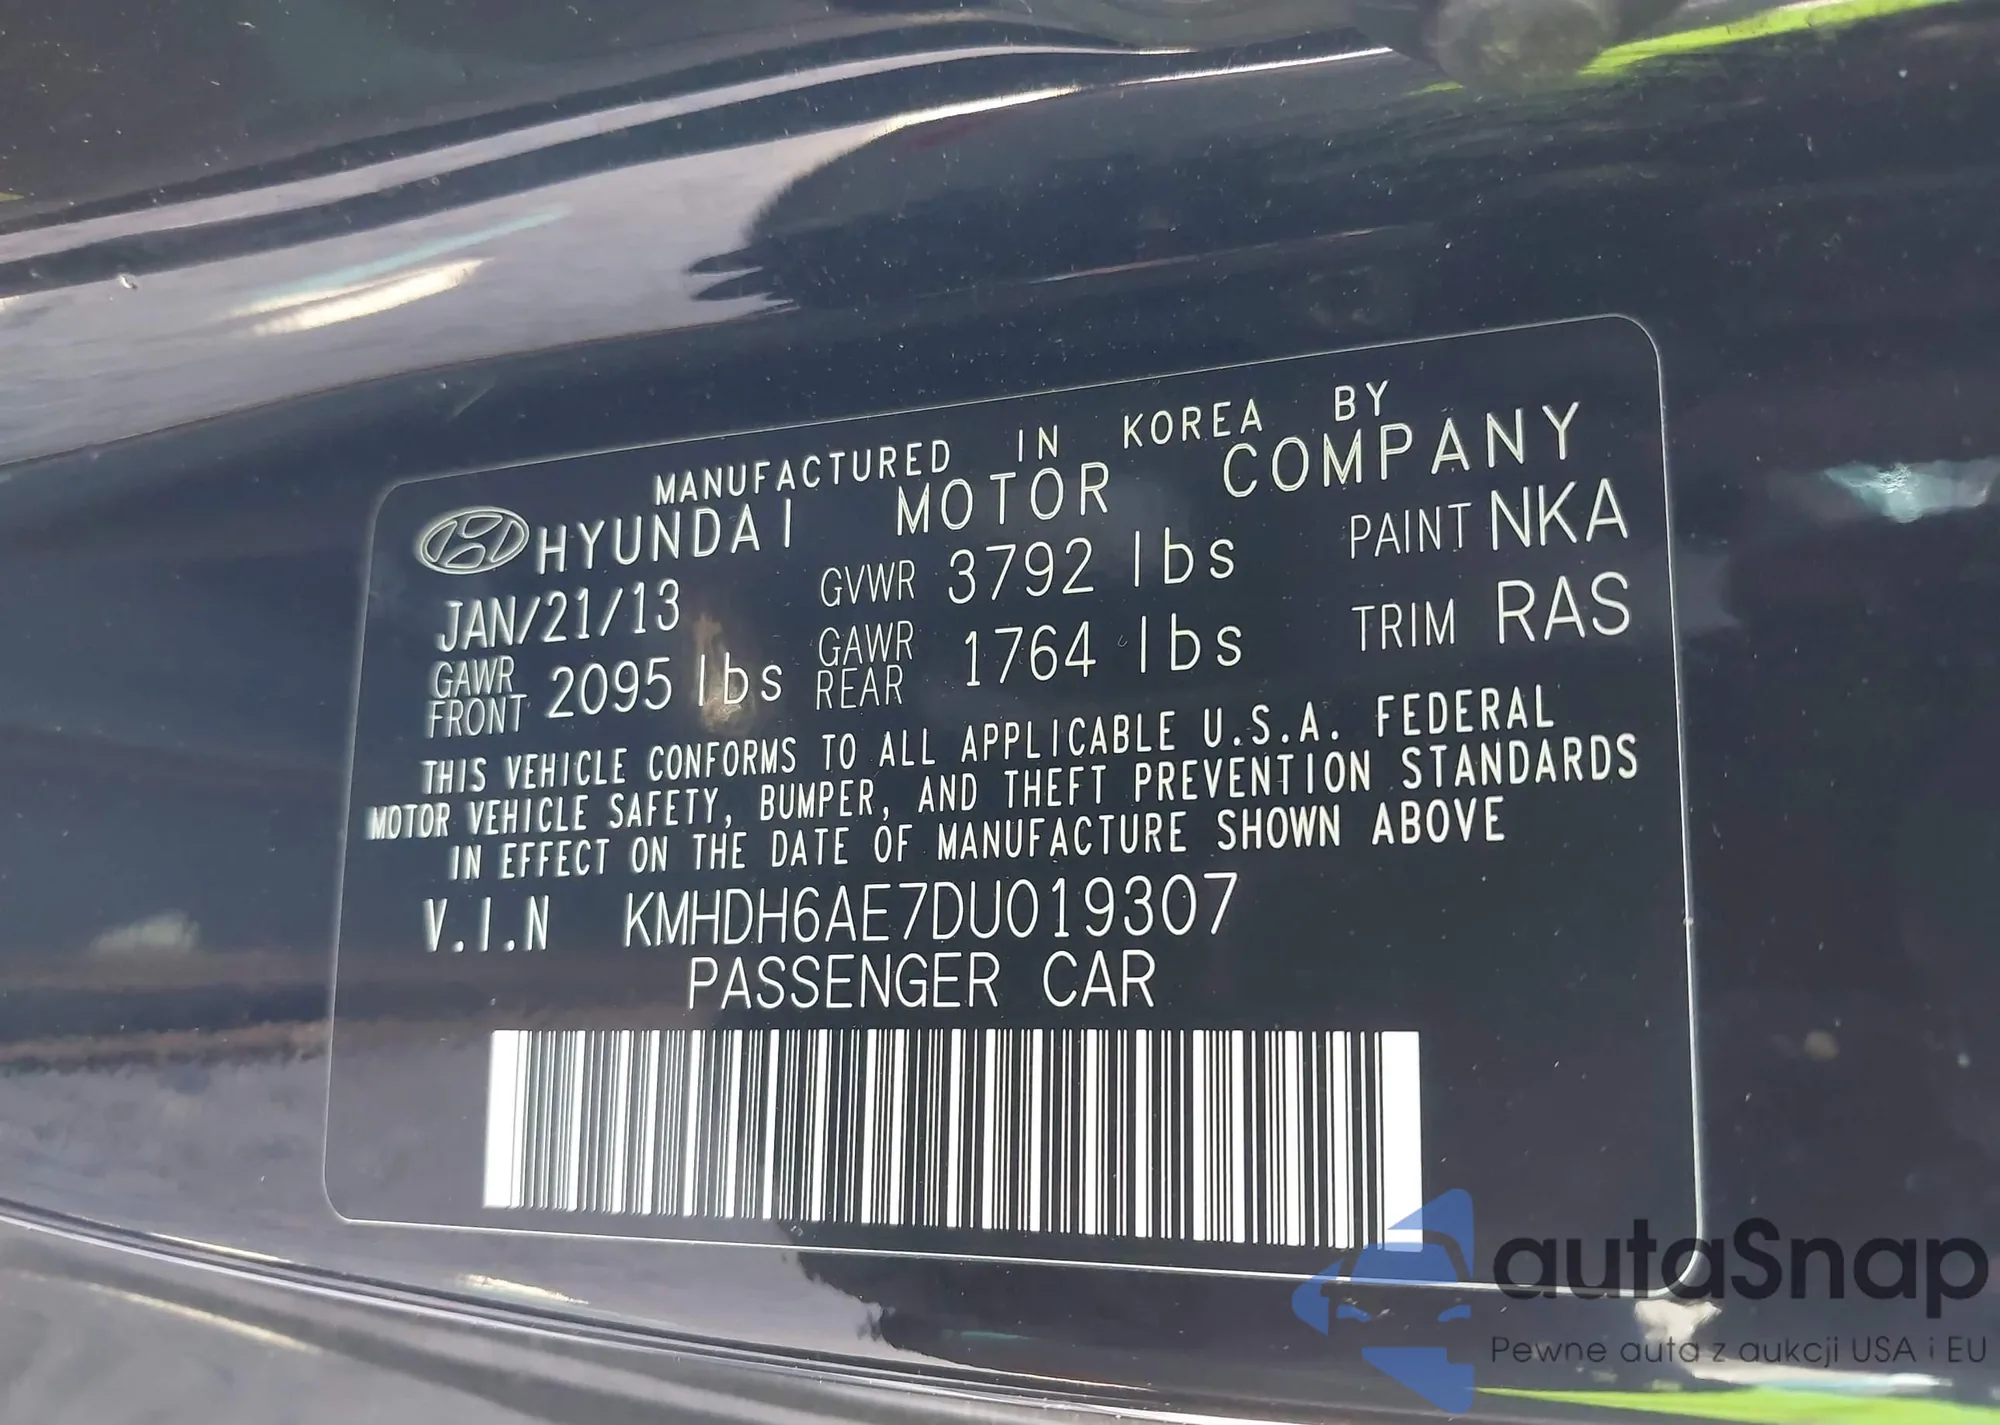 MANUFACTURED IN KOREA BY
HYUNDAI MOTOR COMPANY
JAN/21/13 GVWR 3792 lbs PAINT NKA
GAWR FRONT 2095 lbs GAWR REAR 1764 lbs TRIM RAS
THIS VEHICLE CONFORMS TO ALL APPLICABLE U.S.A. FEDERAL
MOTOR VEHICLE SAFETY, BUMPER, AND THEFT PREVENTION STANDARDS
IN EFFECT ON THE DATE OF MANUFACTURE SHOWN ABOVE
V.I.N KMHDH6AE7DU019307
PASSENGER CAR
autaSnap
Pewne auta z aukcji USA i EU